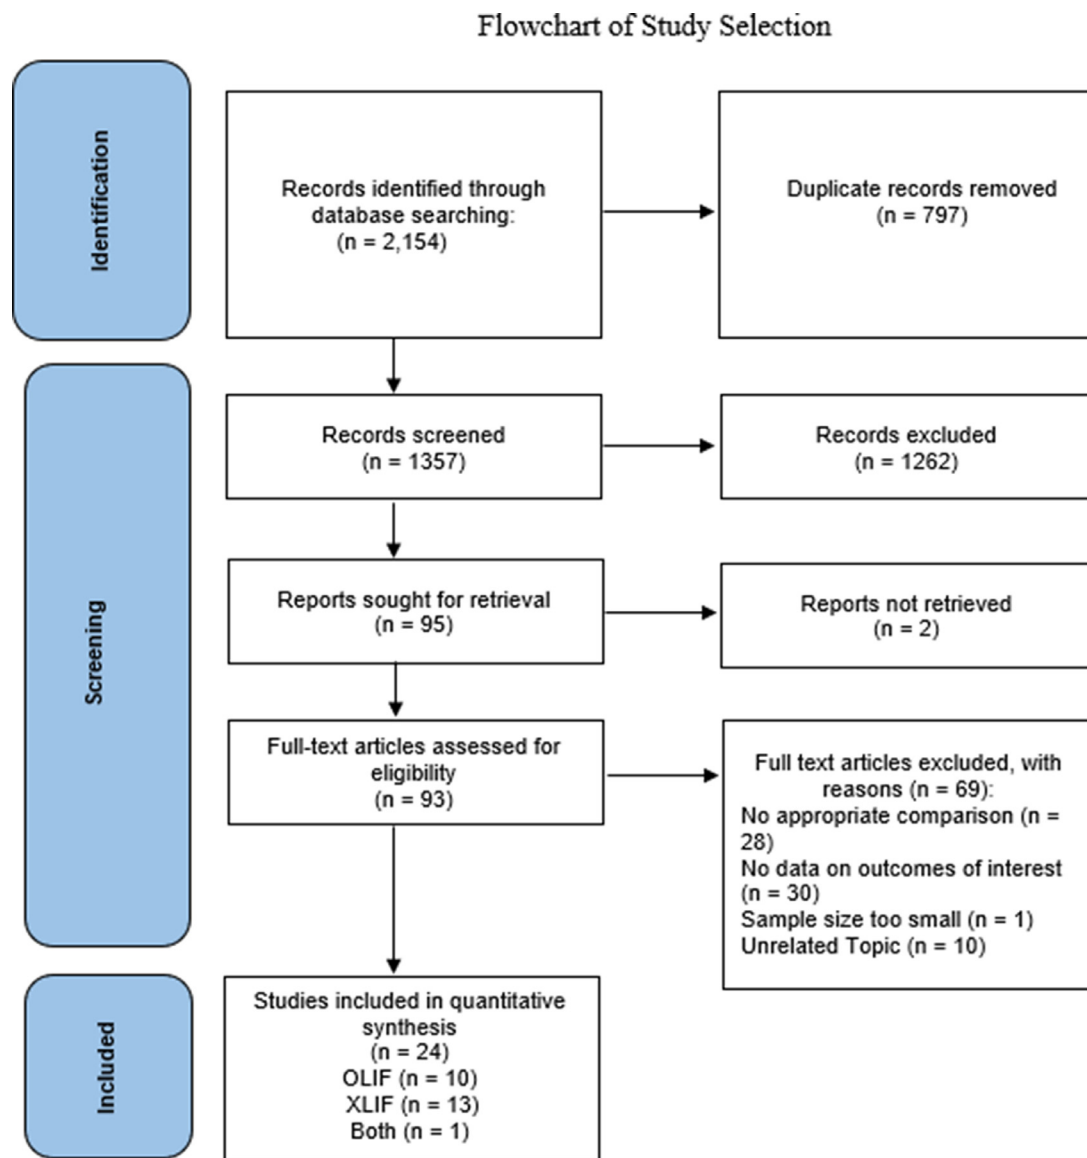 Flowchart of Study Selection
Identification
Records identified through
database searching:
(n = 2,154)
Duplicate records removed
(n = 797)
Screening
Records screened
(n = 1357)
Records excluded
(n = 1262)
Reports sought for retrieval
(n = 95)
Reports not retrieved
(n = 2)
Full-text articles assessed for
eligibility
(n = 93)
Full text articles excluded, with
reasons (n = 69):
No appropriate comparison (n =
28)
No data on outcomes of interest
(n = 30)
Sample size too small (n = 1)
Unrelated Topic (n = 10)
Included
Studies included in quantitative
synthesis
(n = 24)
OLIF (n = 10)
XLIF (n = 13)
Both (n = 1)